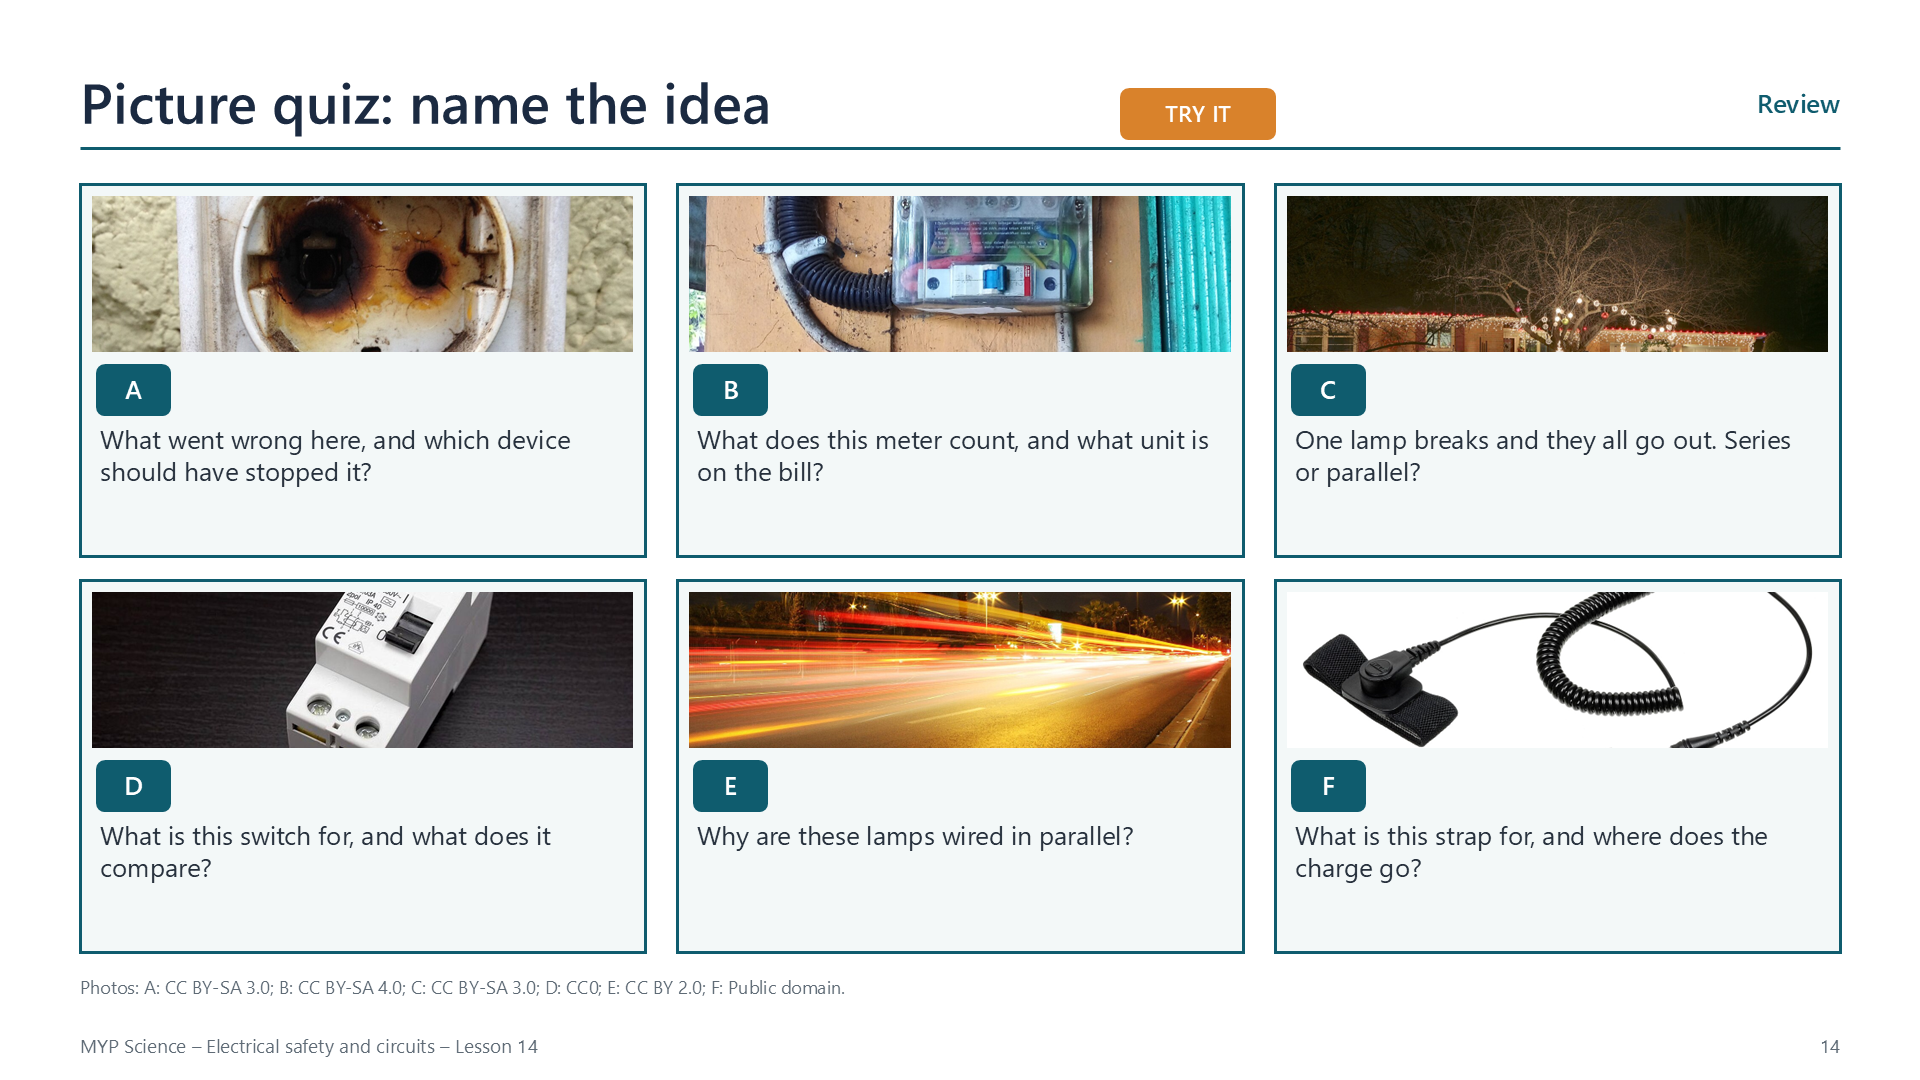 Picture quiz: name the idea
TRY IT
Review
A
What went wrong here, and which device
should have stopped it?
B
What does this meter count, and what unit is
on the bill?
C
One lamp breaks and they all go out. Series
or parallel?
IP 40
CE
D
What is this switch for, and what does it
compare?
E
Why are these lamps wired in parallel?
F
What is this strap for, and where does the
charge go?
Photos: A: CC BY-SA 3.0; B: CC BY-SA 4.0; C: CC BY-SA 3.0; D: CC0; E: CC BY 2.0; F: Public domain.
MYP Science – Electrical safety and circuits – Lesson 14
14